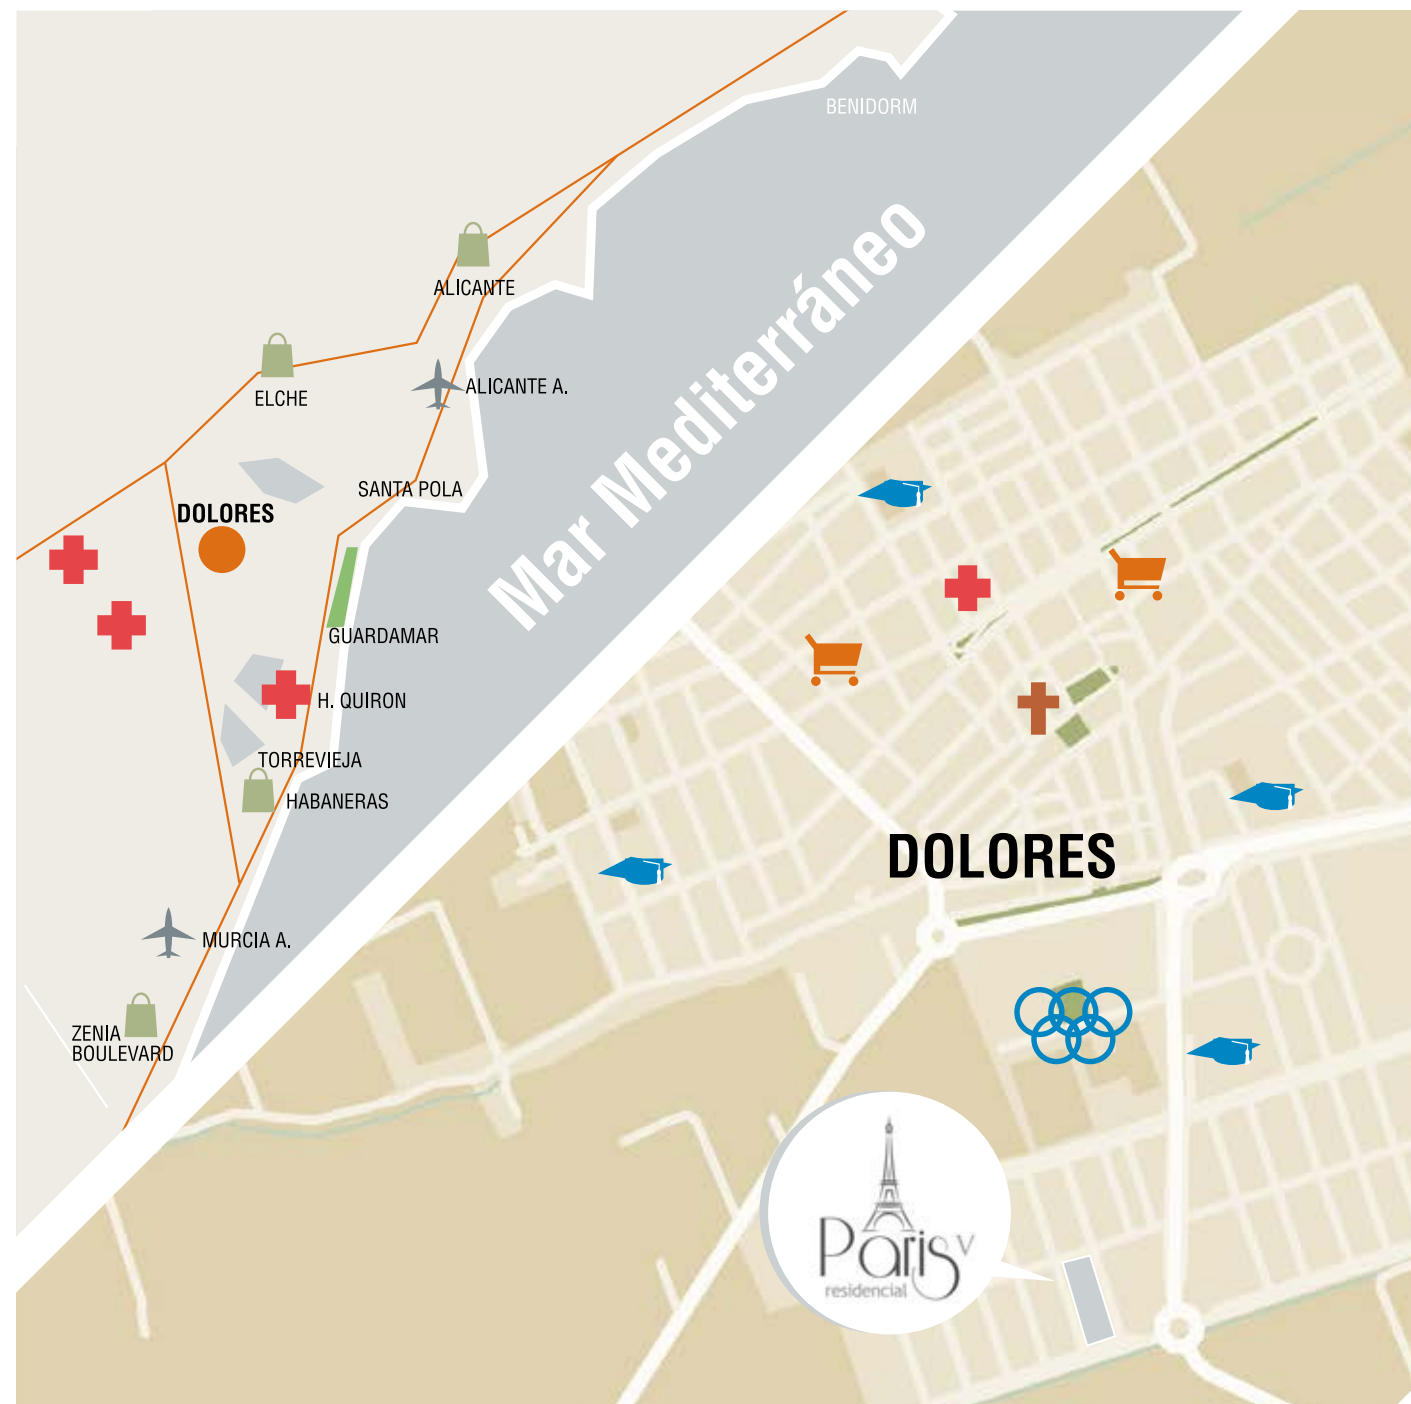 BENIDORM
Mar Mediterráneo
ALICANTE
ALICANTE A.
ELCHE
SANTA POLA
DOLORES
GUARDAMAR
H. QUIRON
TORREVIEJA
HABANERAS
MURCIA A.
ZENIA
BOULEVARD
DOLORES
Paris V
residencial